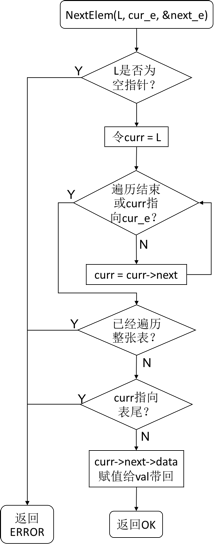 NextElem(L, cur_e, &next_e)
Y
L是否为
空指针？
N
令curr = L
Y
遍历结束
或curr指
向cur_e？
N
curr = curr->next
Y
已经遍历
整张表？
N
Y
curr指向
表尾？
N
curr->next->data
赋值给val带回
返回
ERROR
返回OK